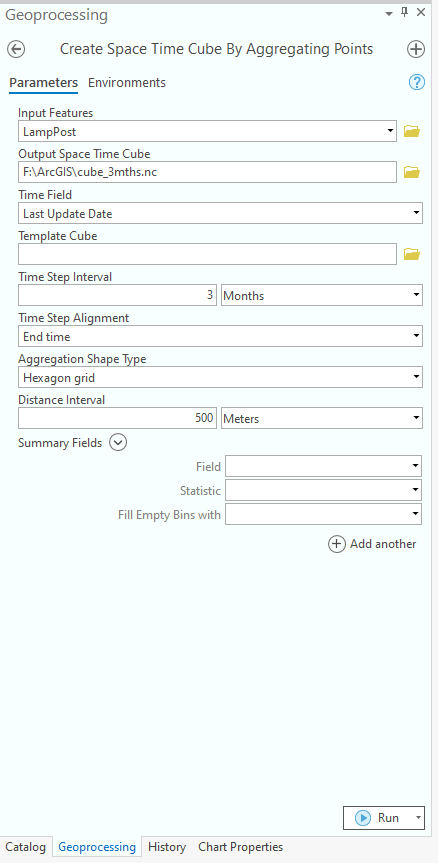 Geoprocessing
Create Space Time Cube By Aggregating Points
Parameters Environments
Input Features
LampPost
Output Space Time Cube
F:\ArcGIS\cube_3mths.nc
Time Field
Last Update Date
Template Cube
Time Step Interval
3 Months
Time Step Alignment
End time
Aggregation Shape Type
Hexagon grid
Distance Interval
500 Meters
Summary Fields
Field
Statistic
Fill Empty Bins with
Add another
Run
Catalog Geoprocessing History Chart Properties